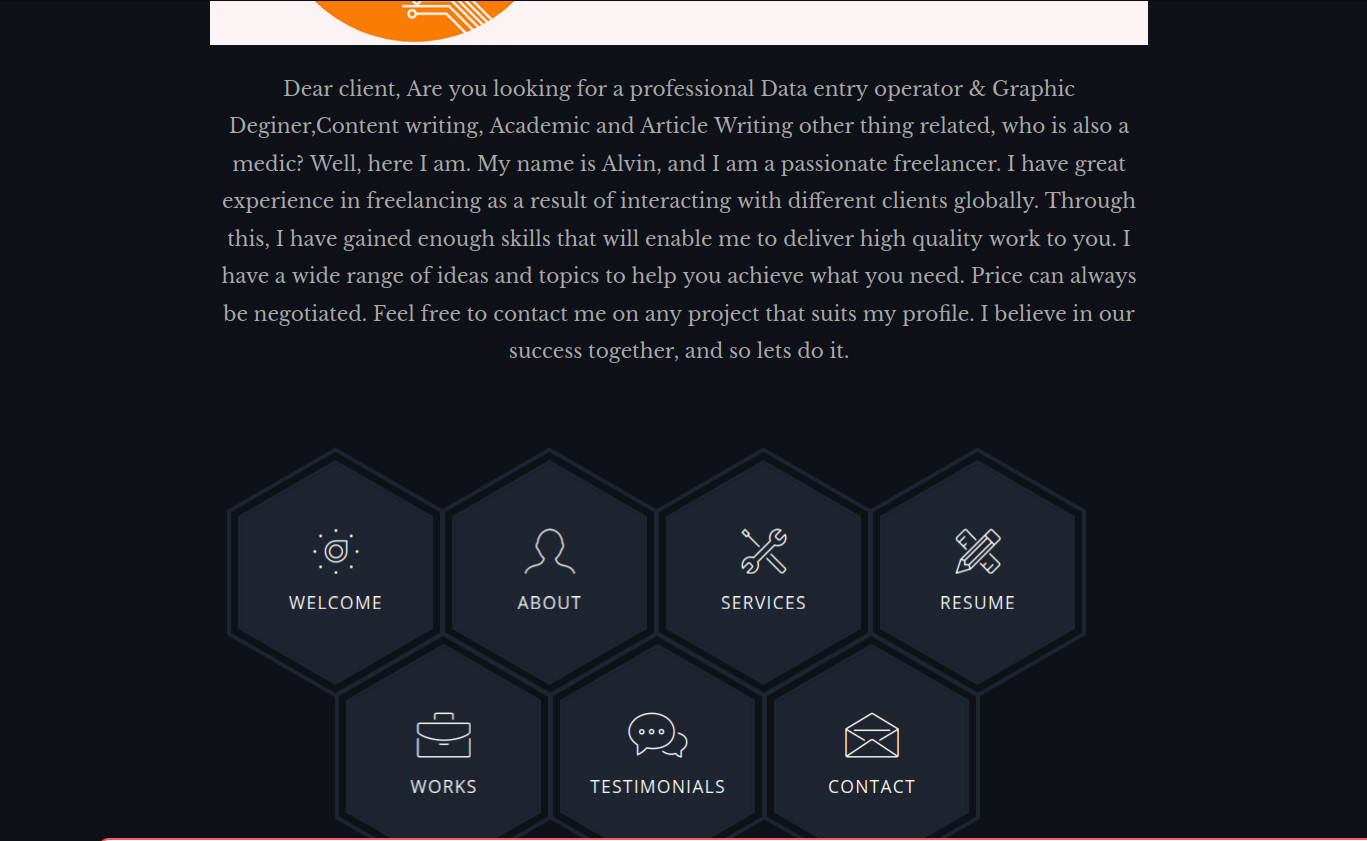 Dear client, Are you looking for a professional Data entry operator & Graphic
Deginer,Content writing, Academic and Article Writing other thing related, who is also a
medic? Well, here I am. My name is Alvin, and I am a passionate freelancer. I have great
experience in freelancing as a result of interacting with different clients globally. Through
this, I have gained enough skills that will enable me to deliver high quality work to you. I
have a wide range of ideas and topics to help you achieve what you need. Price can always
be negotiated. Feel free to contact me on any project that suits my profile. I believe in our
success together, and so lets do it.
WELCOME
ABOUT
SERVICES
RESUME
WORKS
TESTIMONIALS
CONTACT